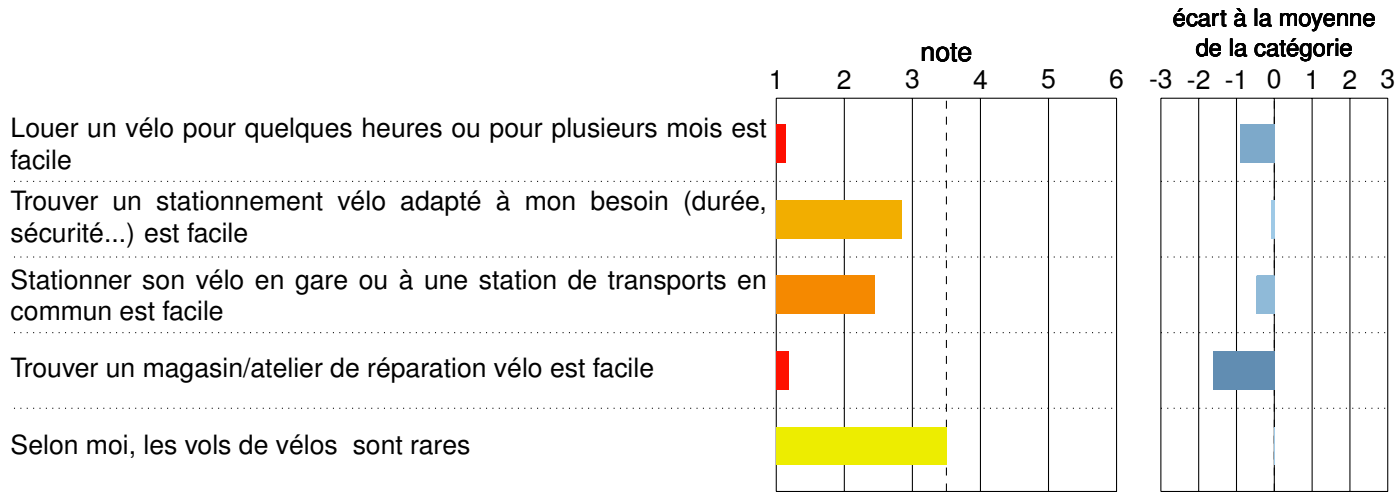 écart à la moyenne
de la catégorie
note
1 2 3 4 5 6
-3 -2 -1 0 1 2 3
Louer un vélo pour quelques heures ou pour plusieurs mois est
facile
Trouver un stationnement vélo adapté à mon besoin (durée,
sécurité...) est facile
Stationner son vélo en gare ou à une station de transports en
commun est facile
Trouver un magasin/atelier de réparation vélo est facile
Selon moi, les vols de vélos sont rares